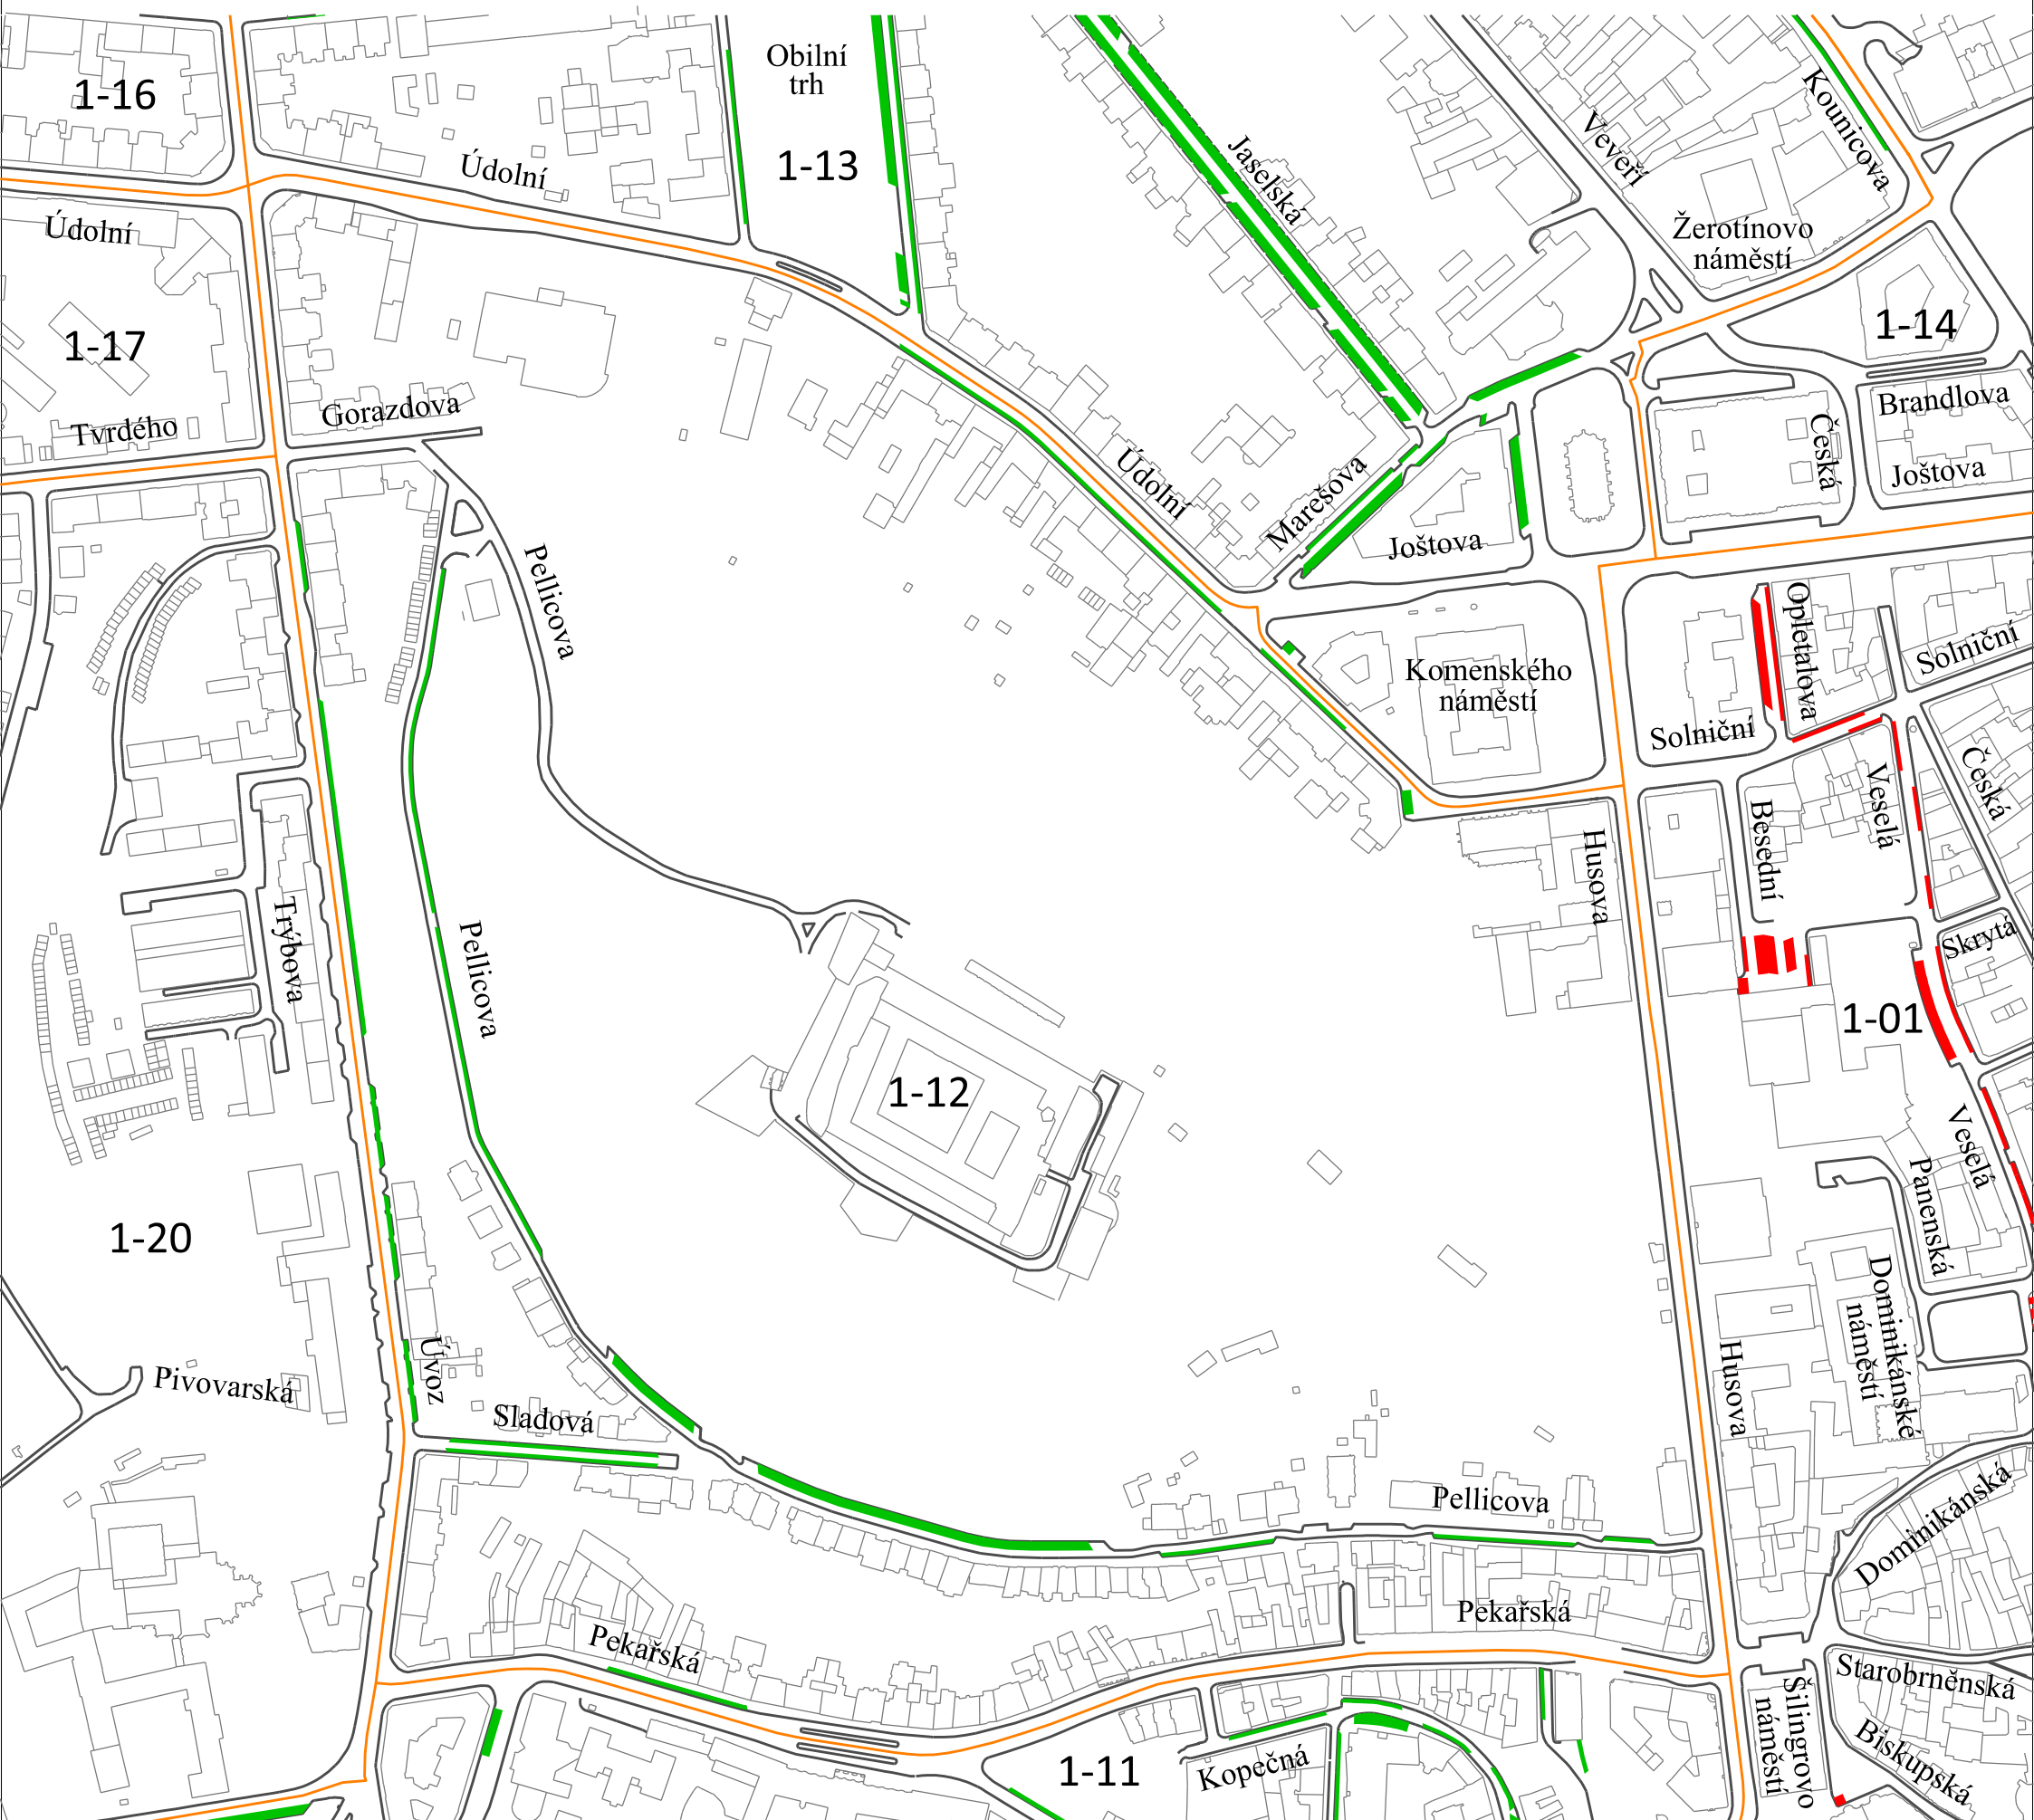 Obilní
trh
1-16
1-13
Údolní
Jaselská
Veveří
Kounicova
Údolní
Žerotínovo
náměstí
1-17
1-14
Gorazdova
Tvrdého
Brandlova
Česká
Joštova
Údolní
Marešova
Joštova
Pellicova
Opletalova
Solniční
Komenského
náměstí
Solniční
Česká
Veselá
Besední
Husova
Trýbova
Pellicova
Skrytá
1-01
1-12
Veselá
Panenská
1-20
Dominikánské
náměstí
Úvoz
Pivovarská
Husova
Sladová
Pellicova
Dominikánská
Pekařská
Pekařská
Starobrněnská
Šilingrovo
náměstí
Biskupská
1-11
Kopečná